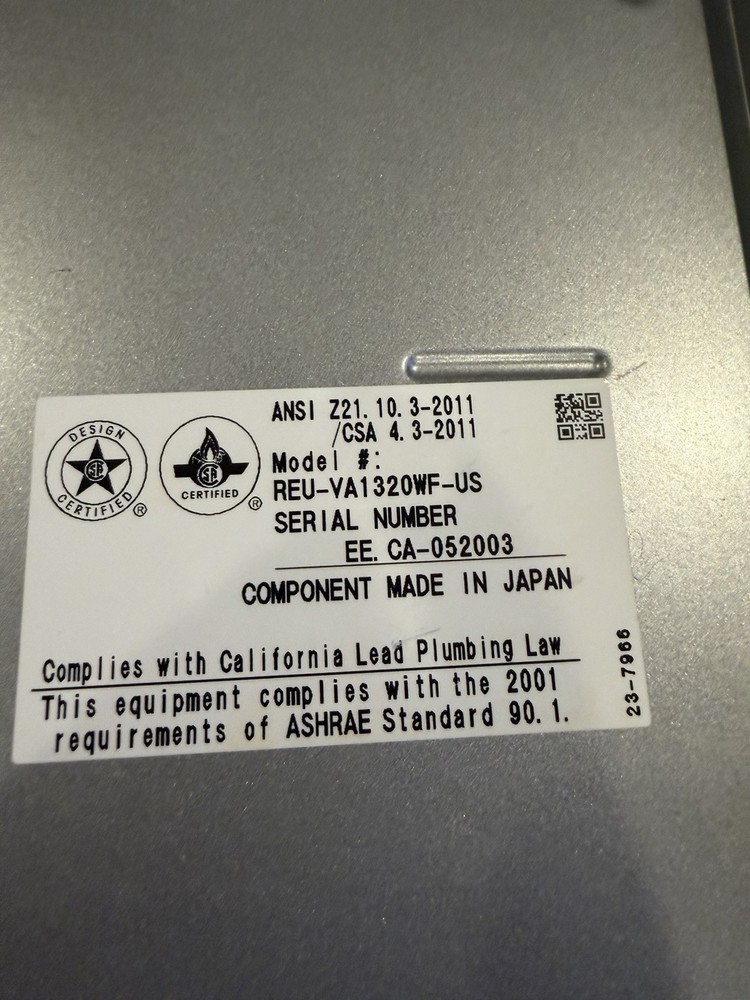 DESIGN
CERTIFIED
®
CERTIFIED
®
ANSI Z21.10.3-2011
/CSA 4.3-2011
Model #:
REU-VA1320WF-US
SERIAL NUMBER
EE.CA-052003
COMPONENT MADE IN JAPAN
Complies with California Lead Plumbing Law
This equipment complies with the 2001
requirements of ASHRAE Standard 90.1.
23-7966